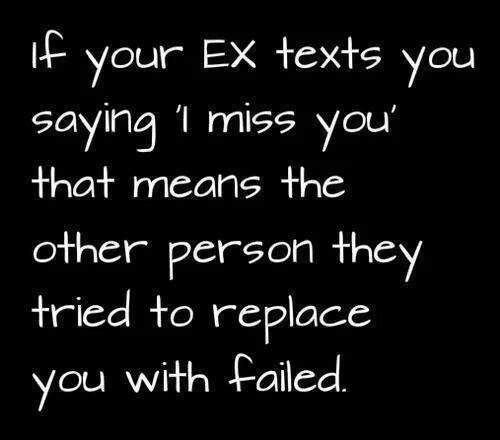 If your EX texts you
saying 'I miss you'
that means the
other person they
tried to replace
you with failed.